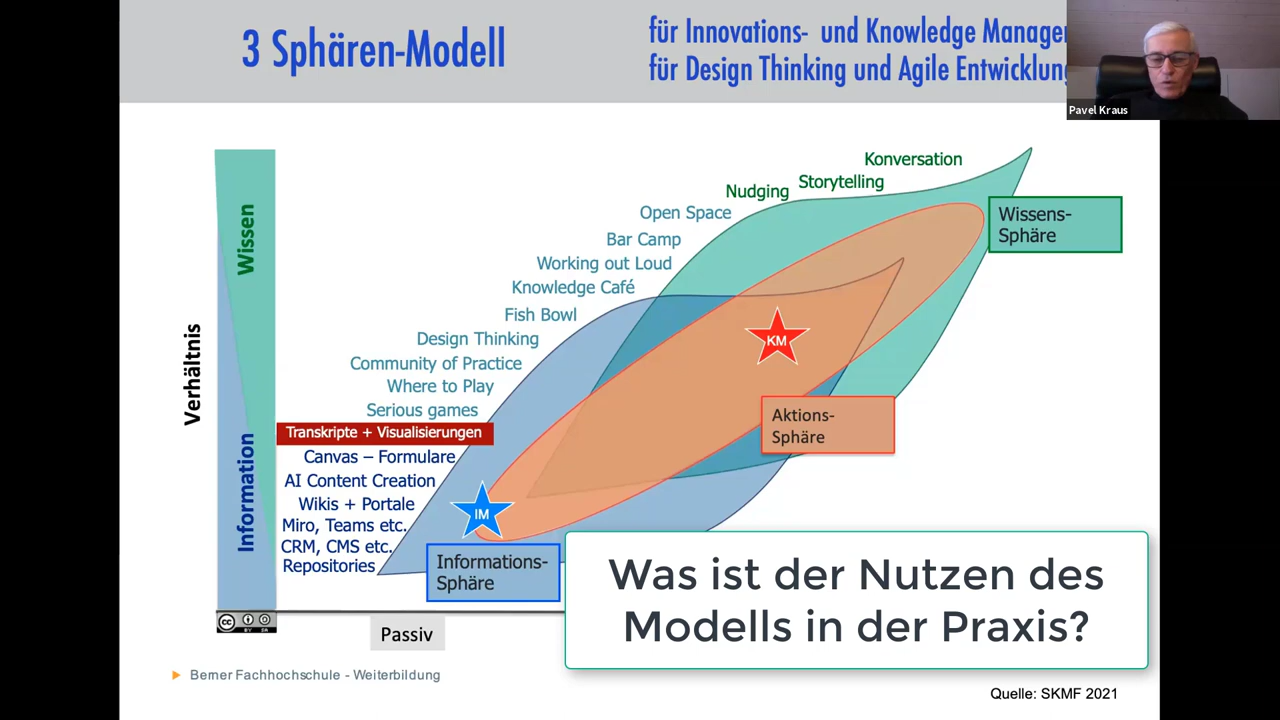 3 Sphären-Modell
für Innovations- und Knowledge Manage
für Design Thinking und Agile Entwicklung
Pavel Kraus
Konversation
Storytelling
Nudging
Open Space
Bar Camp
Working out Loud
Knowledge Café
Fish Bowl
Design Thinking
Community of Practice
Where to Play
Serious games
Transkripte + Visualisierungen
Canvas – Formulare
AI Content Creation
Wikis + Portale
Miro, Teams etc.
CRM, CMS etc.
Repositories
Verhältnis
Wissen
Information
Wissens-
Sphäre
KM
Aktions-
Sphäre
IM
Informations-
Sphäre
Was ist der Nutzen des
Modells in der Praxis?
cc
Passiv
Berner Fachhochschule - Weiterbildung
Quelle: SKMF 2021